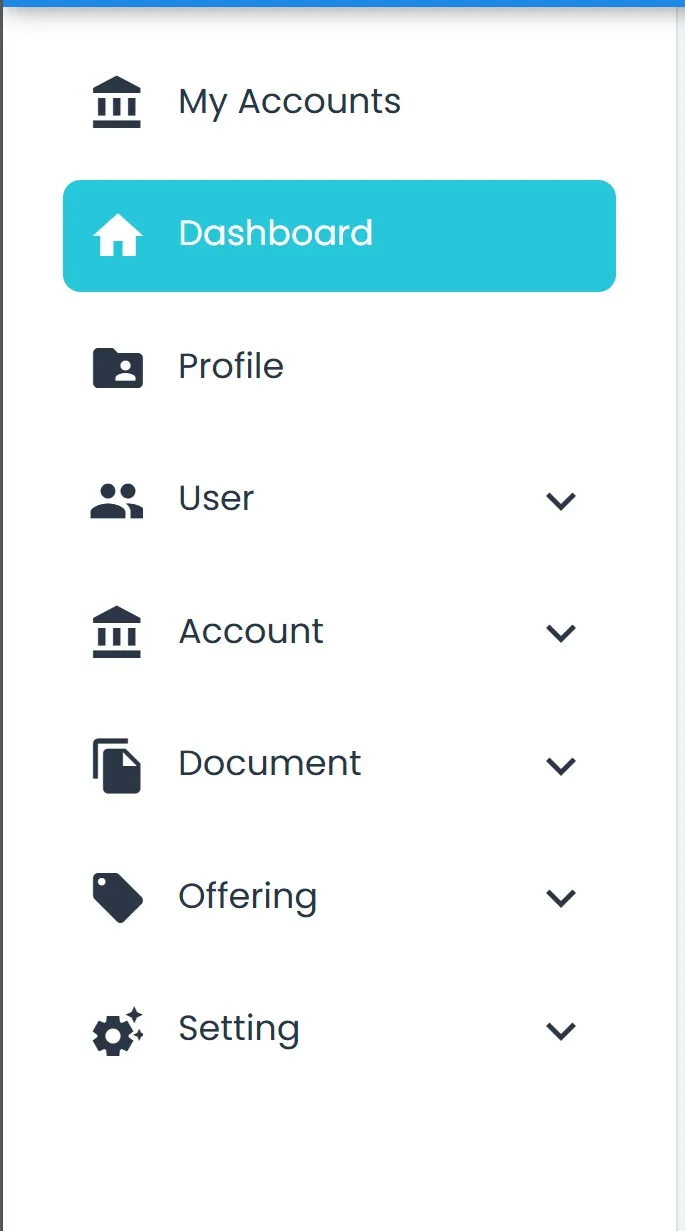 My Accounts
Dashboard
Profile
User
Account
Document
Offering
Setting